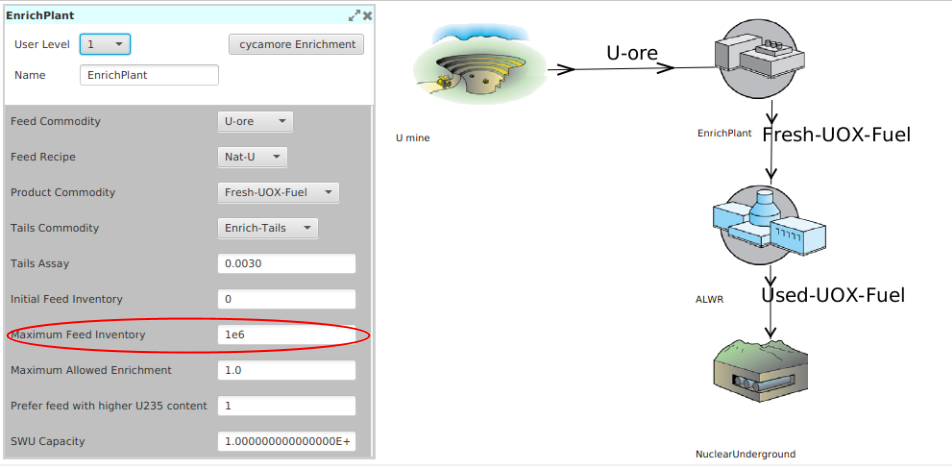 EnrichPlant
User Level 1 cycamore Enrichment
Name EnrichPlant
Feed Commodity U-ore
Feed Recipe Nat-U
Product Commodity Fresh-UOX-Fuel
Tails Commodity Enrich-Tails
Tails Assay 0.0030
Initial Feed Inventory 0
Maximum Feed Inventory 1e6
Maximum Allowed Enrichment 1.0
Prefer feed with higher U235 content 1
SWU Capacity 1.000000000000000E+
U-ore
U mine
EnrichPlant
Fresh-UOX-Fuel
ALWR
Used-UOX-Fuel
NuclearUnderground